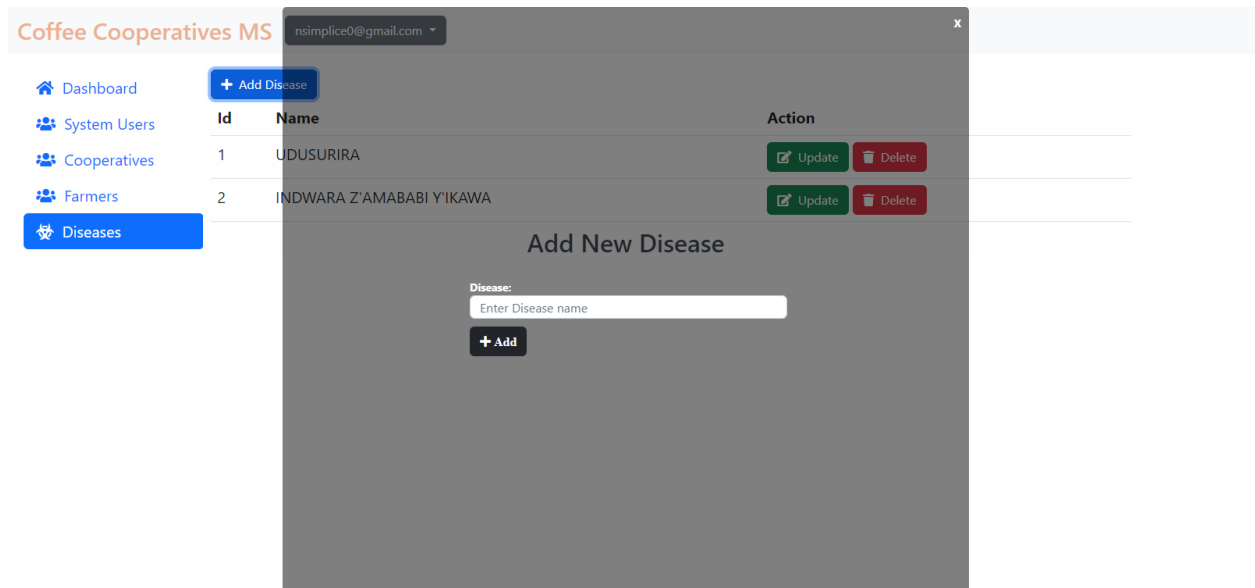 Coffee Cooperatives MS nsimplice0@gmail.com x
Dashboard
System Users
Cooperatives
Farmers
Diseases
+ Add Disease
Id Name Action
1 UDUSURIRA Update Delete
2 INDWARA Z'AMABABI Y'IKAWA Update Delete
Add New Disease
Disease:
Enter Disease name
+ Add